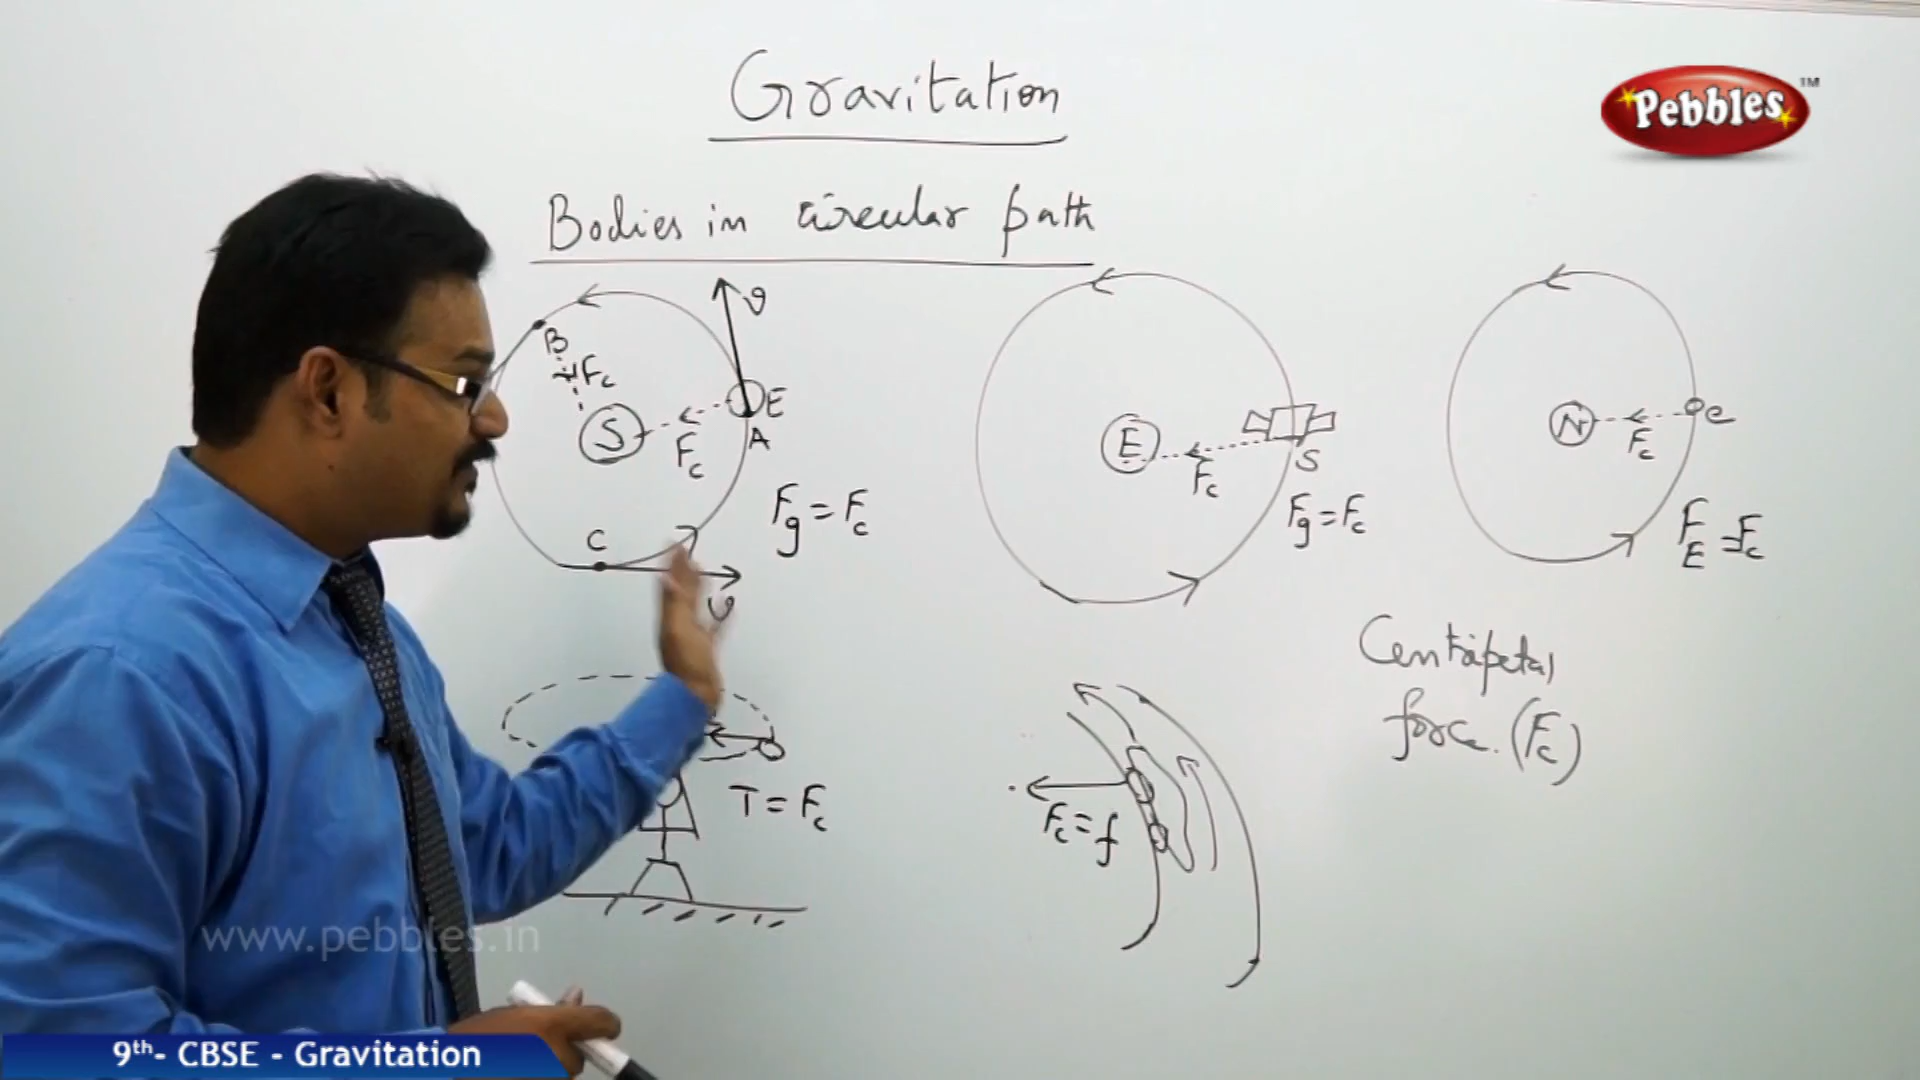 Gravitation
Pebbles™
Bodies in circular path
v
B
Fc
S
E
A
Fc
Fg = Fc
C
v
E
S
Fc
Fg = Fc
N
e
Fc
FE = Fc
Centripetal
force. (Fc)
T = Fc
Fc = f
www.pebbles.in
9th- CBSE - Gravitation